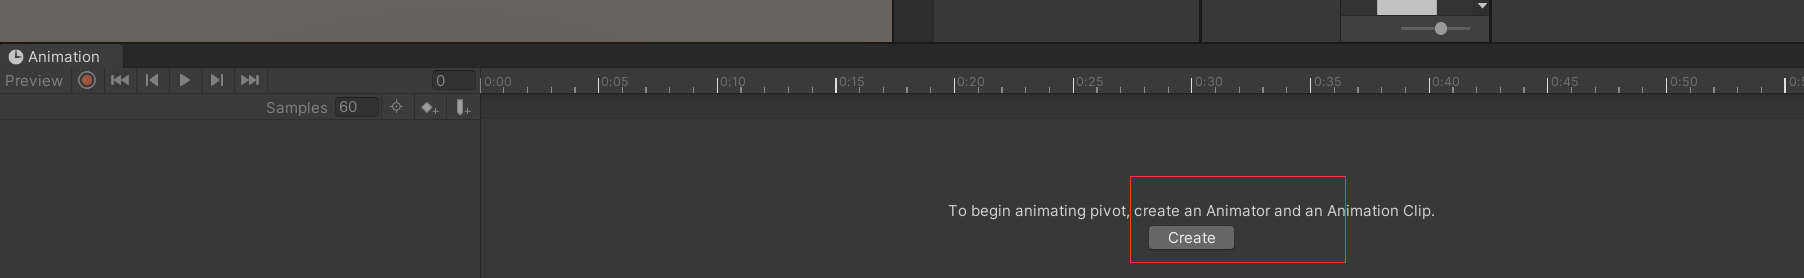 Animation
Preview 0 0:00 0:05 0:10 0:15 0:20 0:25 0:30 0:35 0:40 0:45 0:50
Samples 60
To begin animating pivot, create an Animator and an Animation Clip.
Create